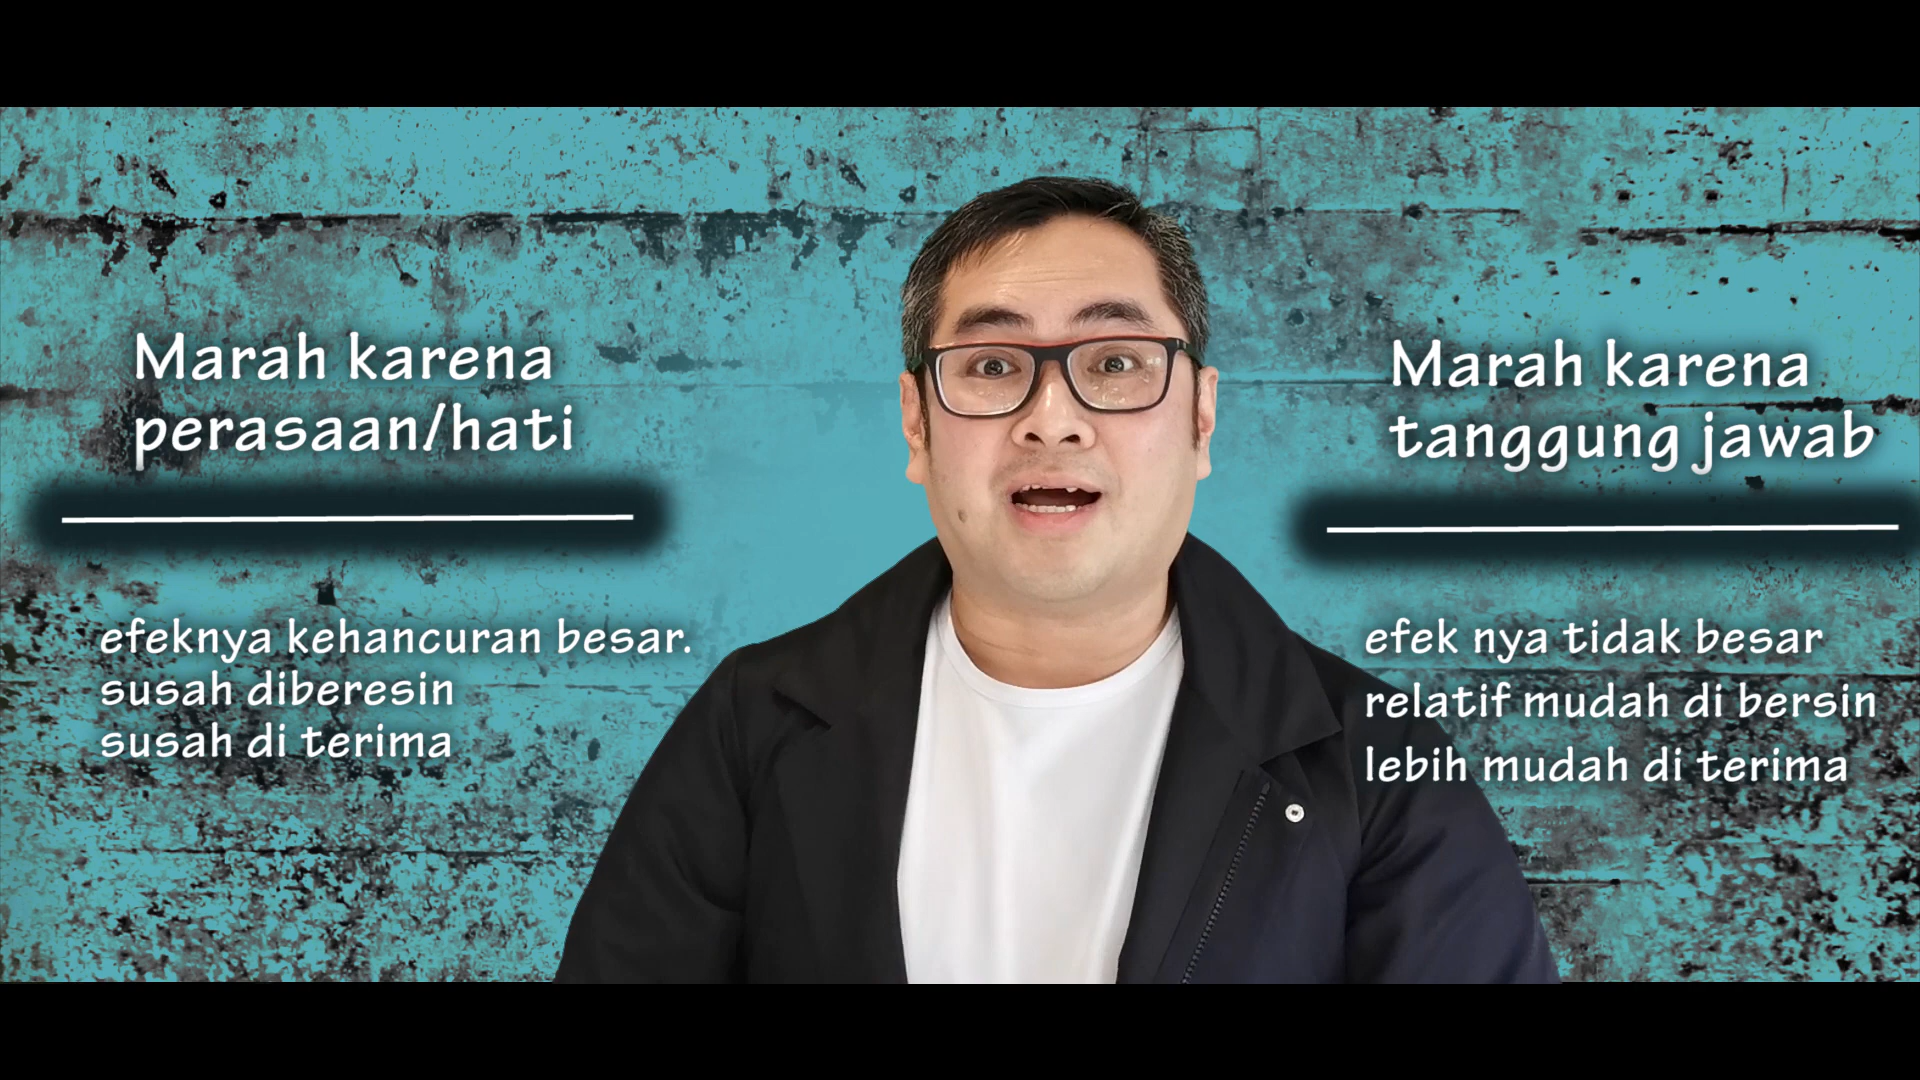 Marah karena
perasaan/hati
efeknya kehancuran besar.
susah diberesin
susah di terima
Marah karena
tanggung jawab
efek nya tidak besar
relatif mudah di bersin
lebih mudah di terima